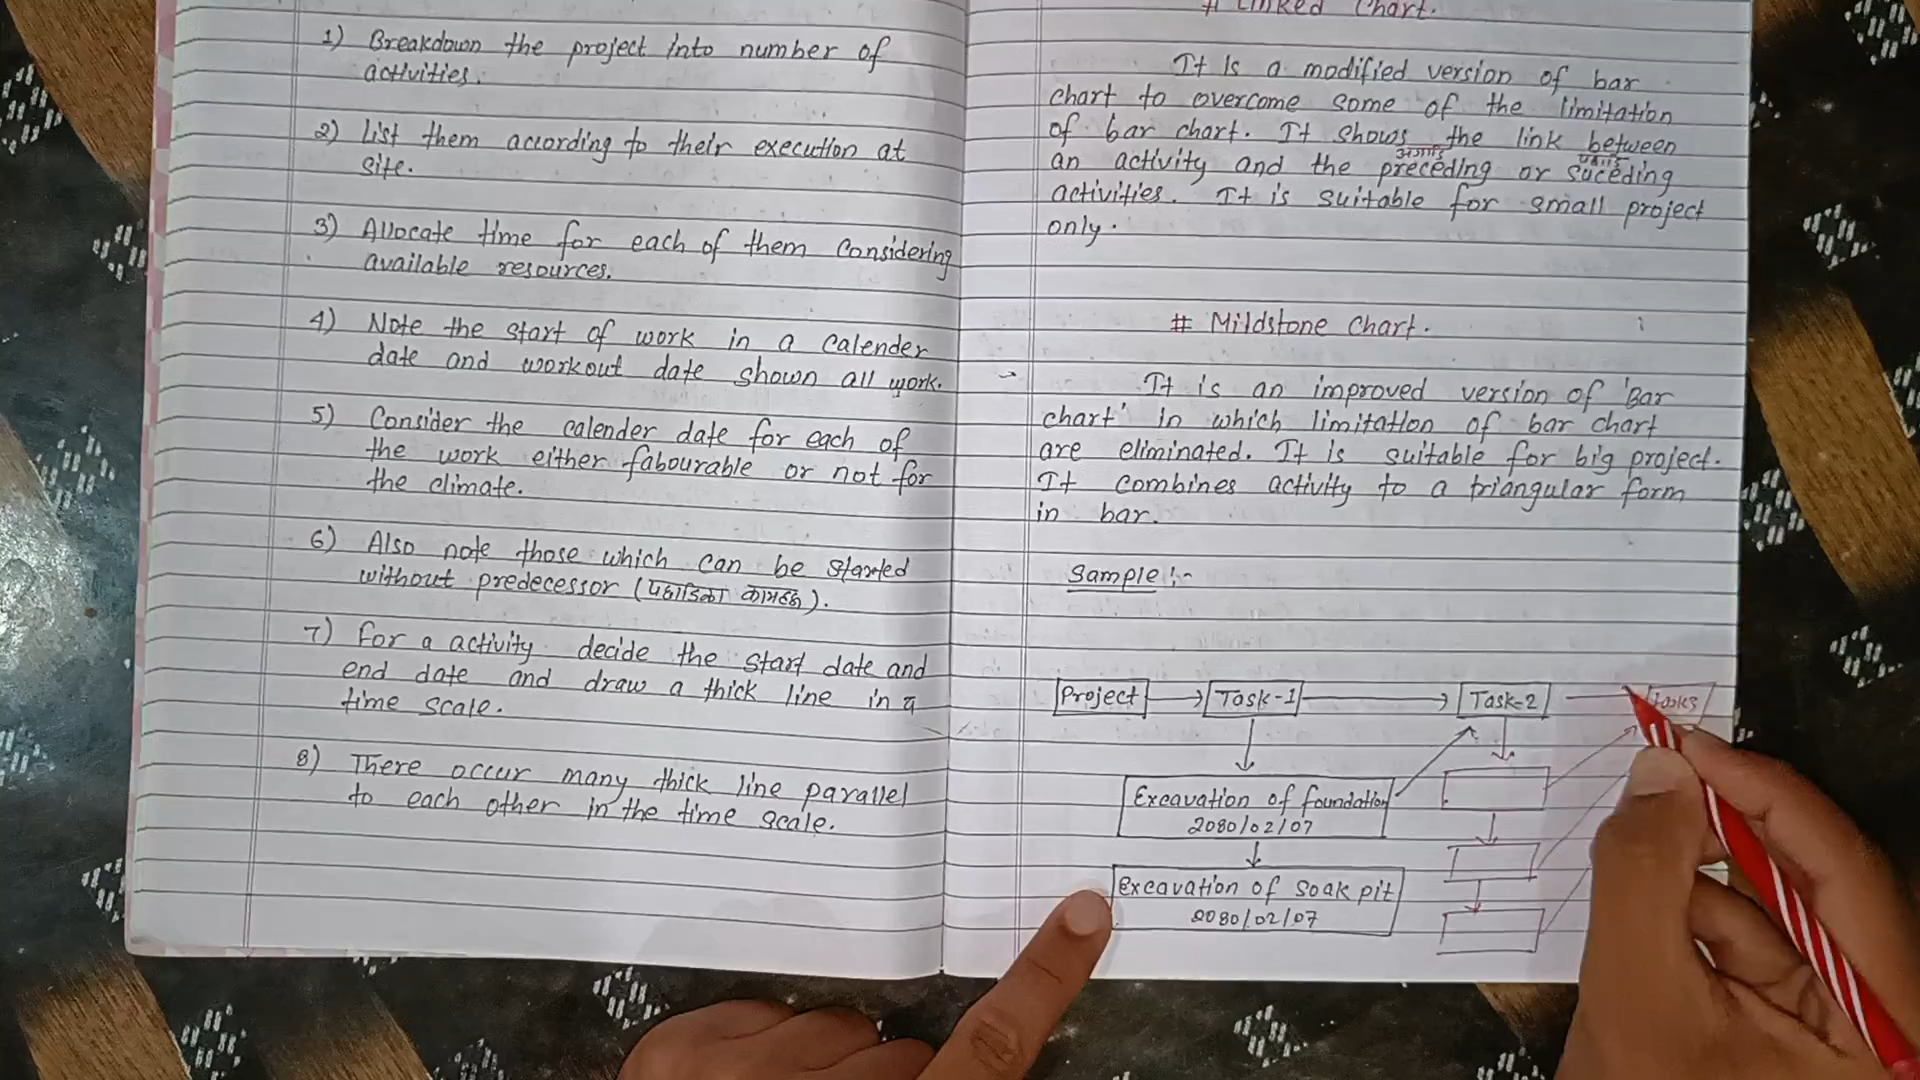 1) Breakdown the project into number of
activities.
2) List them according to their execution at
site.
3) Allocate time for each of them Considering
available resources.
4) Note the start of work in a calender
date and workout date shown all work.
5) Consider the calender date for each of
the work either fabourable or not for
the climate.
6) Also note those which can be started
without predecessor (
7) for a activity decide the start date and
end date and draw a thick line in a
time scale.
8) There occur many thick line parallel
to each other in the time scale.
# Linked Chart.
It is a modified version of bar
chart to overcome some of the limitation
of bar chart. It shows the link between
an activity and the preceding or suceding
activities. It is suitable for small project
only.
# Mildstone Chart.
It is an improved version of 'Bar
chart' in which limitation of bar chart
are eliminated. It is suitable for big project.
It combines activity to a triangular form
in bar.
Sample :-
Project
Task-1
Task-2
Excavation of foundation
2080/02/07
Excavation of soak pit
2080/02/07